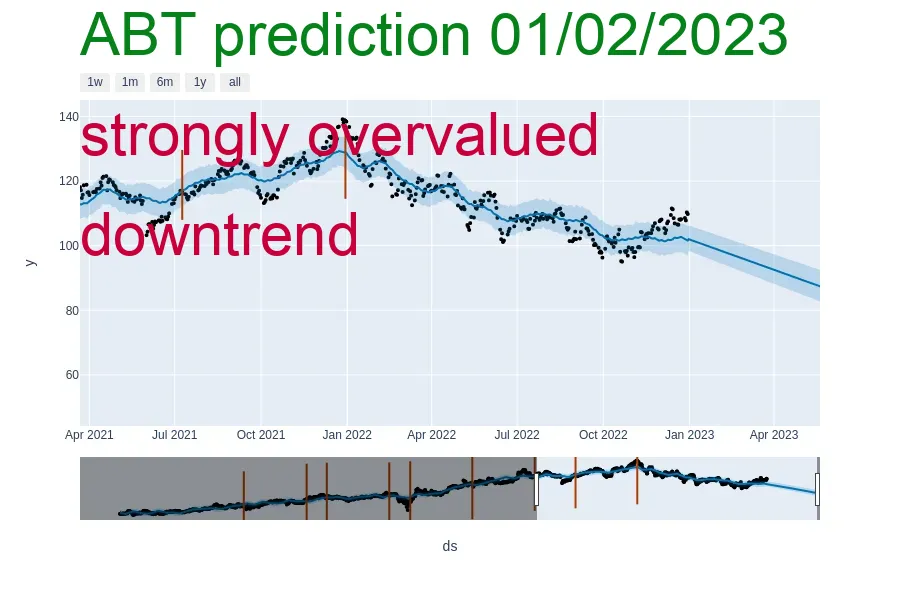 ABT prediction 01/02/2023
1w 1m 6m 1y all
140
strongly overvalued
120
downtrend
100
y
80
60
Apr 2021 Jul 2021 Oct 2021 Jan 2022 Apr 2022 Jul 2022 Oct 2022 Jan 2023 Apr 2023
ds